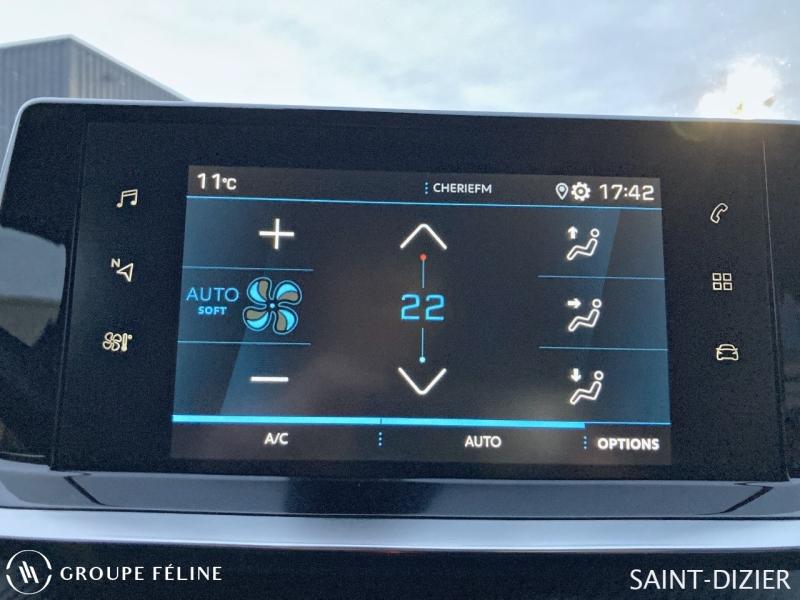 11°C
CHERIEFM
17:42
N
AUTO
SOFT
22
A/C
AUTO
OPTIONS
GROUPE FÉLINE
SAINT-DIZIER